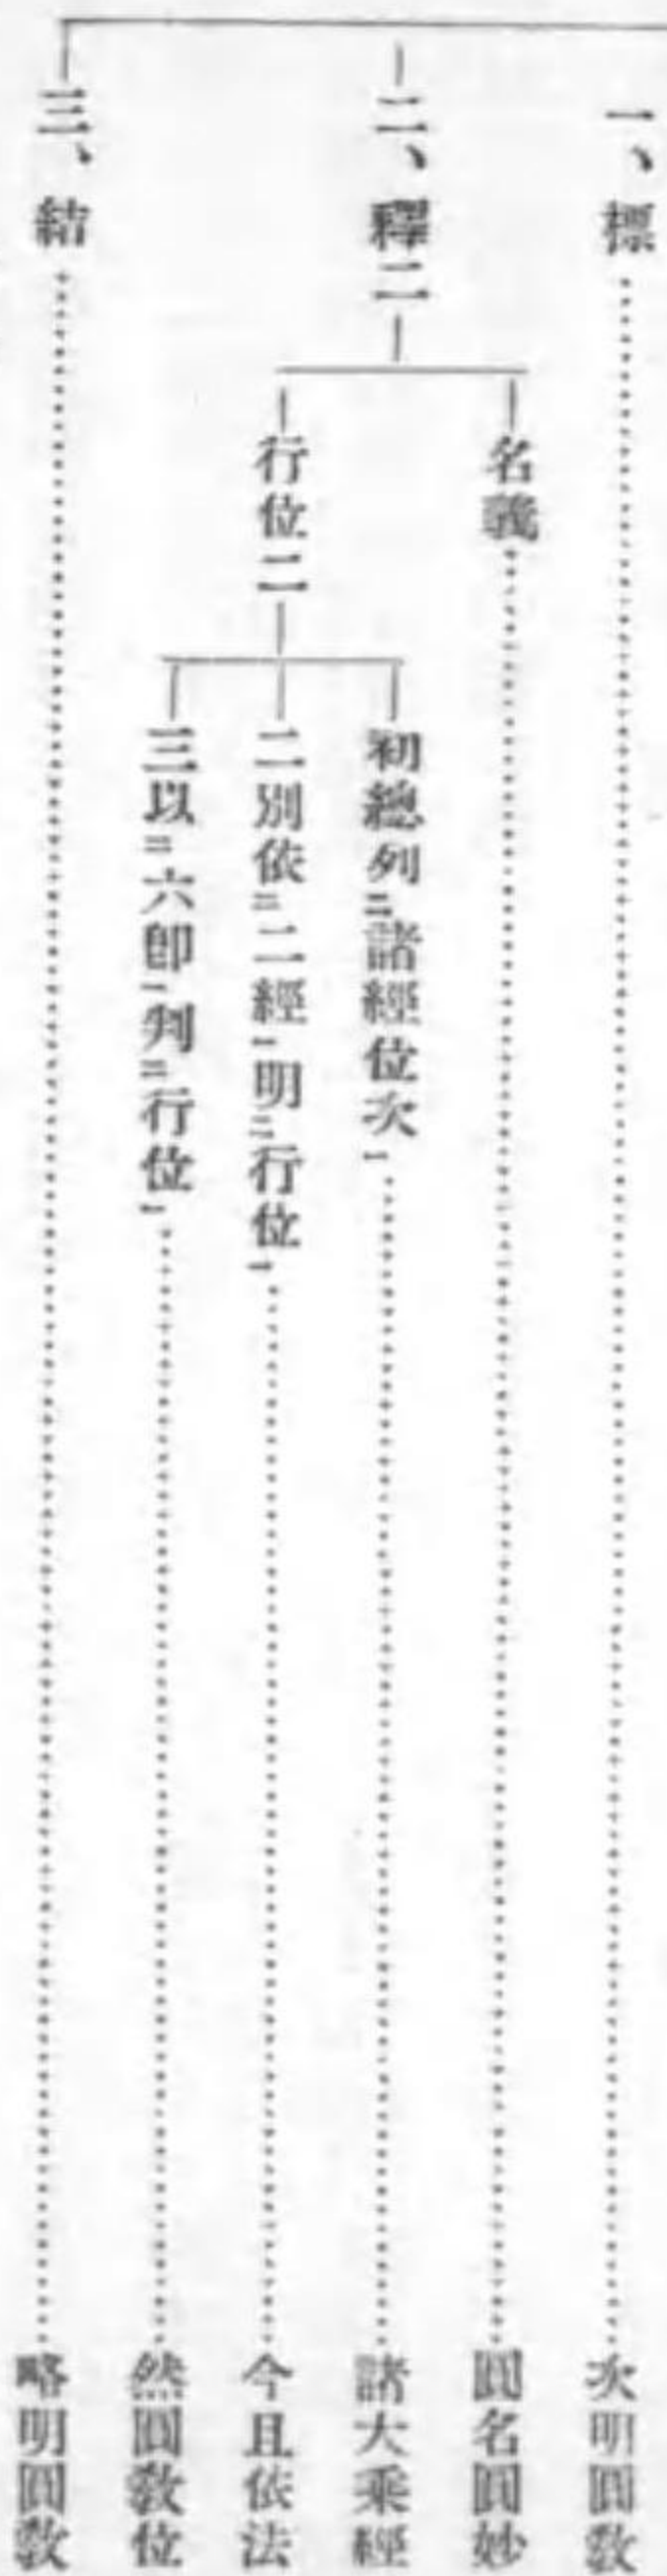 一、標……次明圓敎
二、釋二
名義……圓名圓妙
行位二
初總列㆓諸經位次㆒……諸大乘經
二別依㆓二經㆒明㆓行位㆒……今且依法
三以㆓六卽㆒判㆓行位㆒……然圓敎位
三、結……略明圓敎